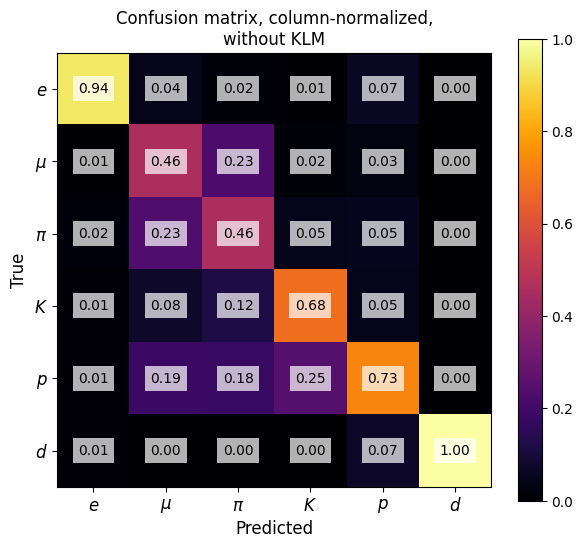 Confusion matrix, column-normalized,
without KLM
1.0
e 0.94 0.04 0.02 0.01 0.07 0.00
0.8
μ 0.01 0.46 0.23 0.02 0.03 0.00
0.6
π 0.02 0.23 0.46 0.05 0.05 0.00
True
K 0.01 0.08 0.12 0.68 0.05 0.00
0.4
p 0.01 0.19 0.18 0.25 0.73 0.00
0.2
d 0.01 0.00 0.00 0.00 0.07 1.00
0.0
e μ π K p d
Predicted